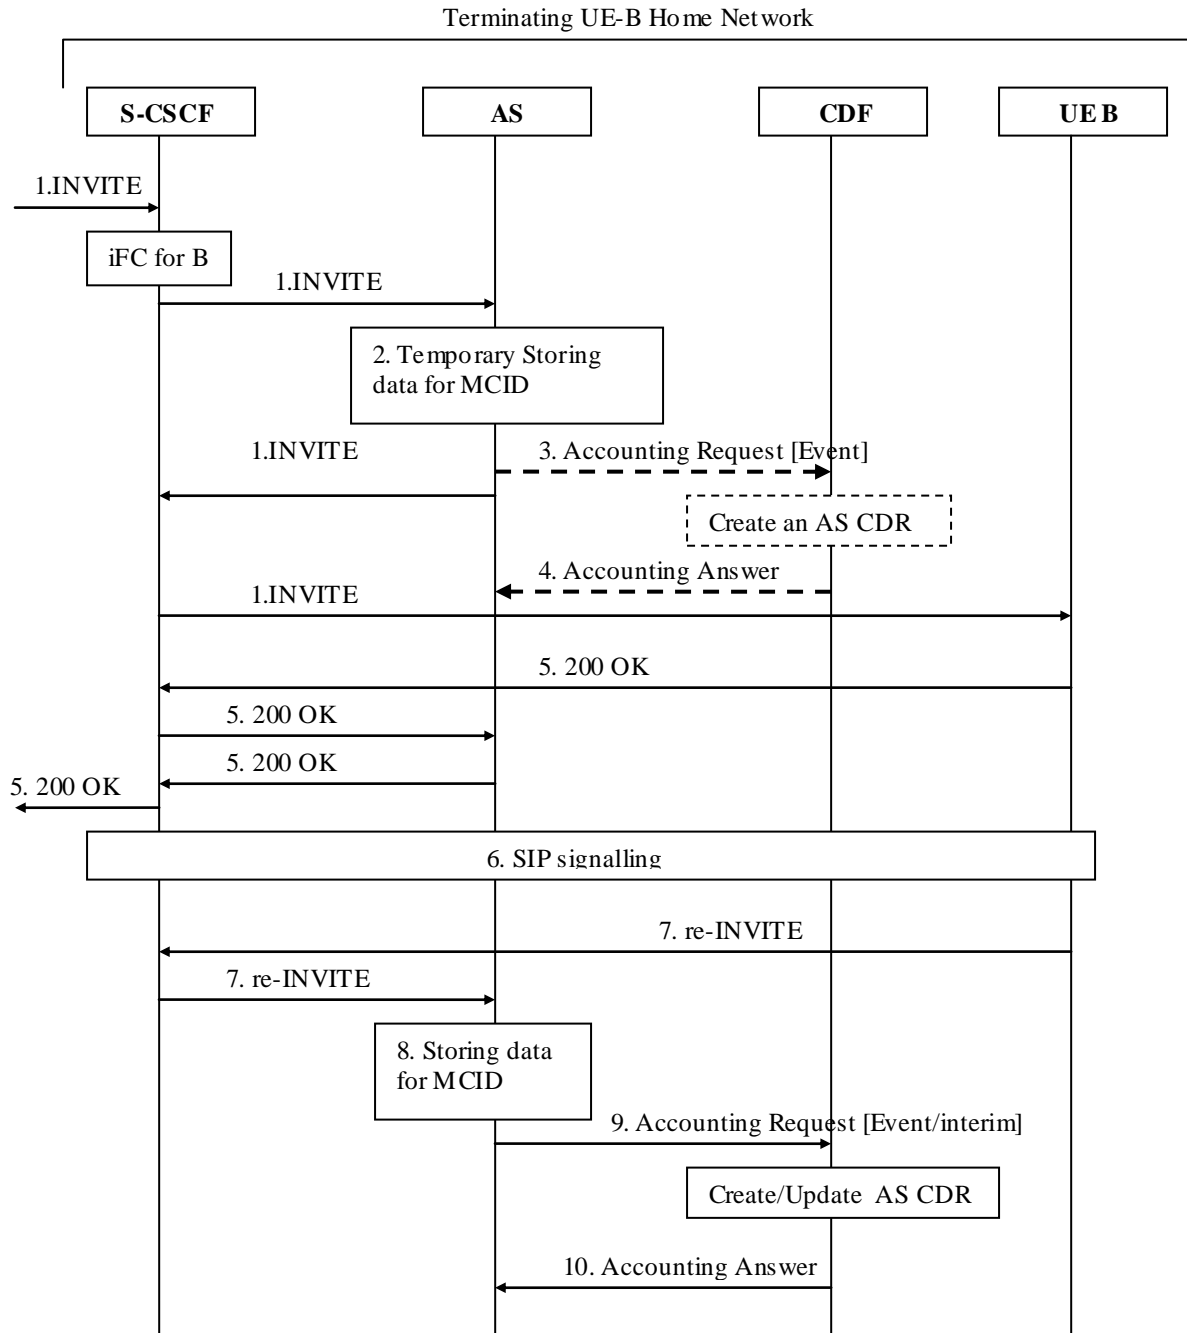 Terminating UE-B Home Network
S-CSCF
AS
CDF
UE B
1.INVITE
iFC for B
1.INVITE
2. Temporary Storing
data for MCID
1.INVITE
3. Accounting Request [Event]
Create an AS CDR
4. Accounting Answer
1.INVITE
5. 200 OK
5. 200 OK
5. 200 OK
5. 200 OK
6. SIP signalling
7. re-INVITE
7. re-INVITE
8. Storing data
for MCID
9. Accounting Request [Event/interim]
Create/Update AS CDR
10. Accounting Answer